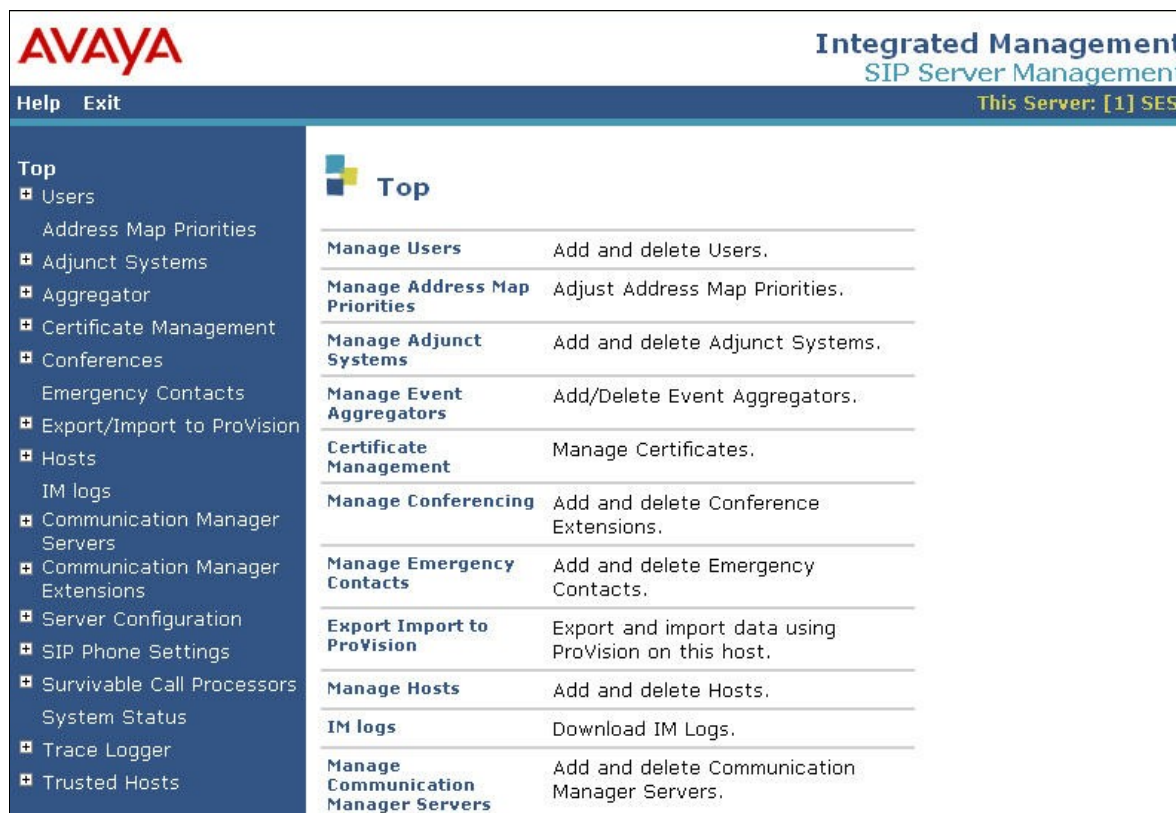 AVAYA
Integrated Management
SIP Server Management
Help Exit
This Server: [1] SES
Top
Users
Address Map Priorities
Adjunct Systems
Aggregator
Certificate Management
Conferences
Emergency Contacts
Export/Import to ProVision
Hosts
IM logs
Communication Manager
Servers
Communication Manager
Extensions
Server Configuration
SIP Phone Settings
Survivable Call Processors
System Status
Trace Logger
Trusted Hosts
Top
Manage Users Add and delete Users.
Manage Address Map Adjust Address Map Priorities.
Priorities
Manage Adjunct Add and delete Adjunct Systems.
Systems
Manage Event Add/Delete Event Aggregators.
Aggregators
Certificate Manage Certificates.
Management
Manage Conferencing Add and delete Conference
Extensions.
Manage Emergency Add and delete Emergency
Contacts Contacts.
Export Import to Export and import data using
ProVision ProVision on this host.
Manage Hosts Add and delete Hosts.
IM logs Download IM Logs.
Manage Add and delete Communication
Communication Manager Servers.
Manager Servers